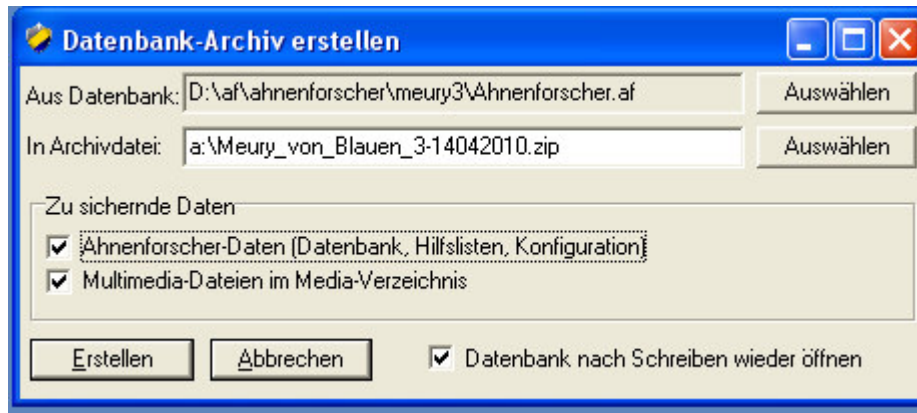 Datenbank-Archiv erstellen
Aus Datenbank: D:\af\ahnenforscher\meury3\Ahnenforscher.af Auswählen
In Archivdatei: a:\Meury_von_Blauen_3-14042010.zip Auswählen
Zu sichernde Daten
Ahnenforscher-Daten (Datenbank, Hilfslisten, Konfiguration)
Multimedia-Dateien im Media-Verzeichnis
Erstellen Abbrechen Datenbank nach Schreiben wieder öffnen